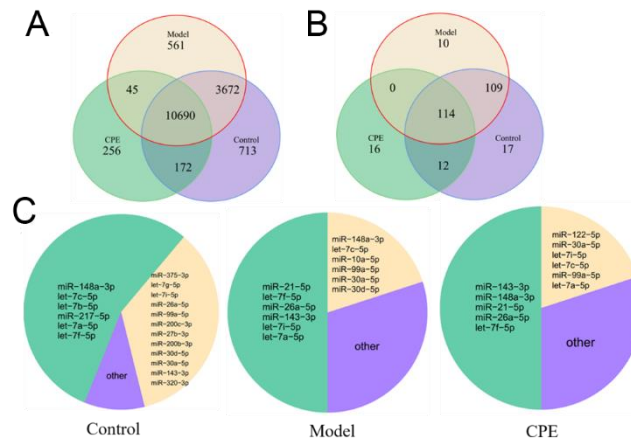 A
Model
561
45
3672
10690
CPE
256
Control
713
172
B
Model
10
0
109
114
CPE
16
Control
17
12
C
miR-148a-3p
let-7c-5p
let-7b-5p
miR-217-5p
let-7a-5p
let-7f-5p
miR-375-3p
let-7g-5p
let-7i-5p
miR-26a-5p
miR-99a-5p
miR-200c-3p
miR-27b-3p
miR-200b-3p
miR-30d-5p
miR-30a-5p
miR-143-3p
miR-320-3p
other
Control
miR-21-5p
let-7f-5p
miR-26a-5p
miR-143-3p
let-7i-5p
let-7a-5p
miR-148a-3p
let-7c-5p
miR-10a-5p
miR-99a-5p
miR-30a-5p
miR-30d-5p
other
Model
miR-143-3p
miR-148a-3p
miR-21-5p
miR-26a-5p
let-7f-5p
miR-122-5p
miR-30a-5p
let-7i-5p
let-7c-5p
miR-99a-5p
let-7a-5p
other
CPE